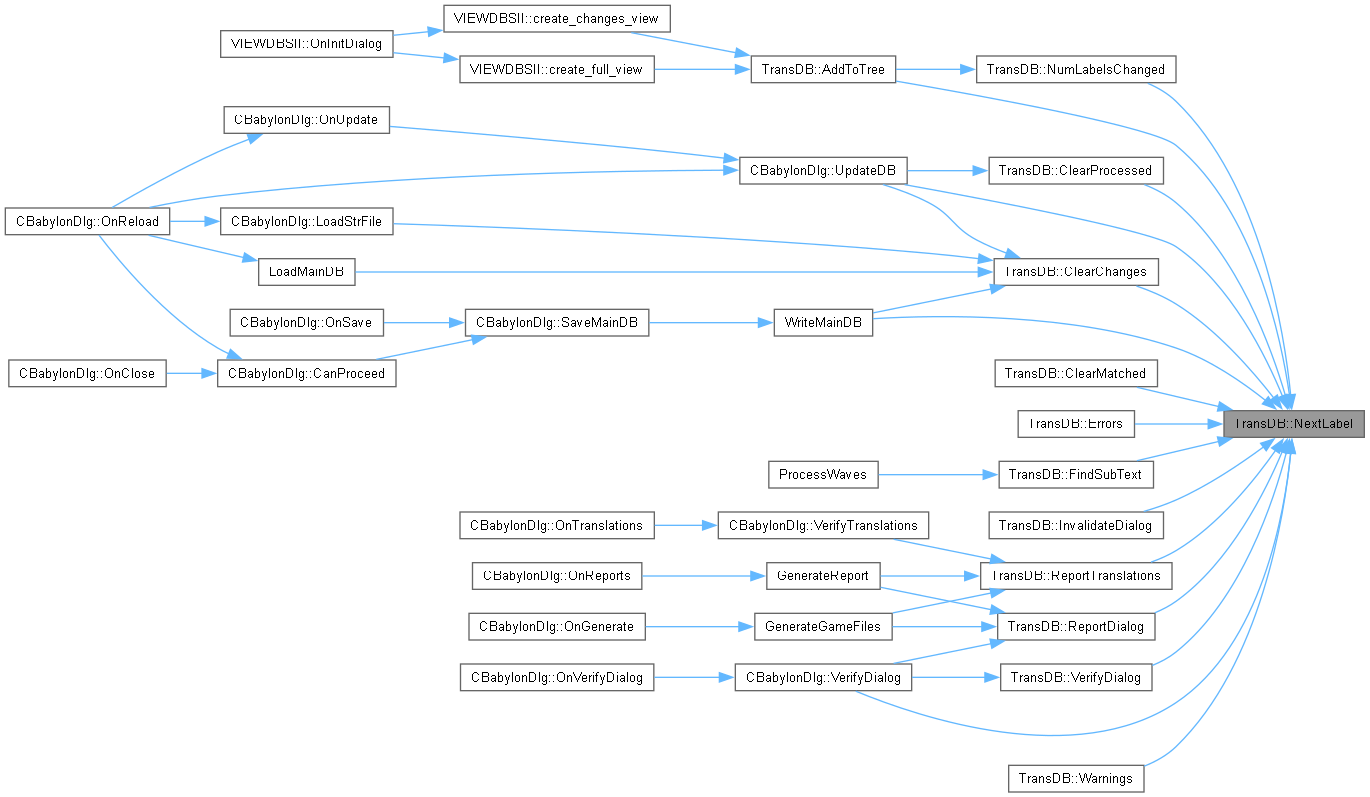 VIEWDBSII::create_changes_view
VIEWDBSII::OnInitDialog
VIEWDBSII::create_full_view
TransDB::AddToTree
TransDB::NumLabelsChanged
CBabylonDlg::OnUpdate
CBabylonDlg::UpdateDB
TransDB::ClearProcessed
CBabylonDlg::OnReload
CBabylonDlg::LoadStrFile
LoadMainDB
TransDB::ClearChanges
CBabylonDlg::OnSave
CBabylonDlg::SaveMainDB
WriteMainDB
CBabylonDlg::OnClose
CBabylonDlg::CanProceed
TransDB::ClearMatched
TransDB::Errors
TransDB::NextLabel
ProcessWaves
TransDB::FindSubText
CBabylonDlg::OnTranslations
CBabylonDlg::VerifyTranslations
TransDB::InvalidateDialog
CBabylonDlg::OnReports
GenerateReport
TransDB::ReportTranslations
CBabylonDlg::OnGenerate
GenerateGameFiles
TransDB::ReportDialog
CBabylonDlg::OnVerifyDialog
CBabylonDlg::VerifyDialog
TransDB::VerifyDialog
TransDB::Warnings